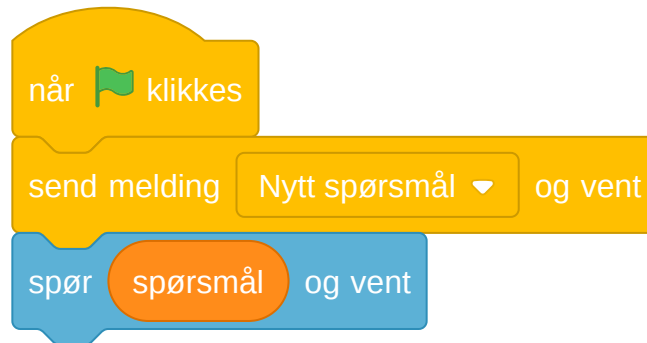 når klikkes
send melding Nytt spørsmål og vent
spør spørsmål og vent